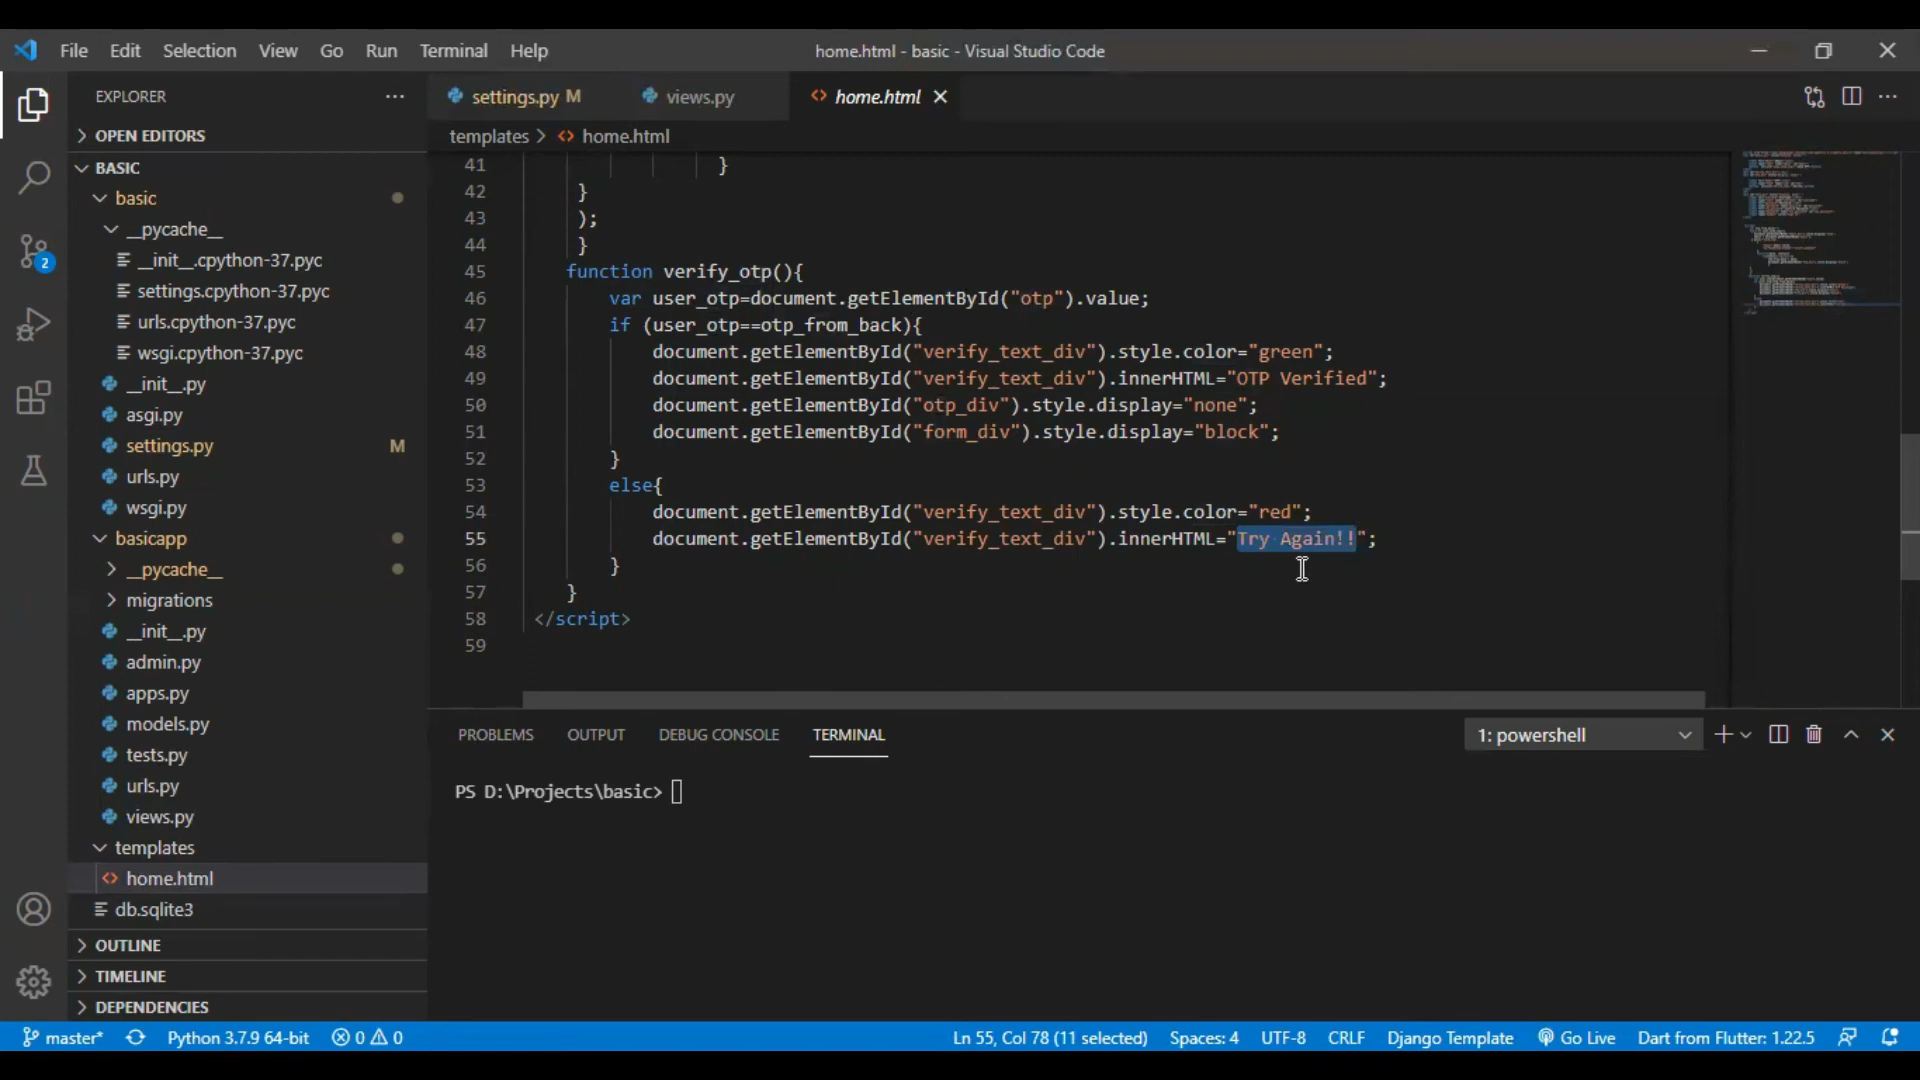 File Edit Selection View Go Run Terminal Help
home.html - basic - Visual Studio Code
EXPLORER
OPEN EDITORS
BASIC
basic
__pycache__
__init__.cpython-37.pyc
settings.cpython-37.pyc
urls.cpython-37.pyc
wsgi.cpython-37.pyc
__init__.py
asgi.py
settings.py M
urls.py
wsgi.py
basicapp
__pycache__
migrations
__init__.py
admin.py
apps.py
models.py
tests.py
urls.py
views.py
templates
home.html
db.sqlite3
OUTLINE
TIMELINE
DEPENDENCIES
2
settings.py M views.py home.html
templates > home.html
41 }
42 }
43 );
44 }
45 function verify_otp(){
46 var user_otp=document.getElementById("otp").value;
47 if (user_otp==otp_from_back){
48 document.getElementById("verify_text_div").style.color="green";
49 document.getElementById("verify_text_div").innerHTML="OTP Verified";
50 document.getElementById("otp_div").style.display="none";
51 document.getElementById("form_div").style.display="block";
52 }
53 else{
54 document.getElementById("verify_text_div").style.color="red";
55 document.getElementById("verify_text_div").innerHTML="Try Again!!";
56 }
57 }
58 </script>
59
PROBLEMS OUTPUT DEBUG CONSOLE TERMINAL 1: powershell
PS D:\Projects\basic>
master* Python 3.7.9 64-bit 0 0 Ln 55, Col 78 (11 selected) Spaces: 4 UTF-8 CRLF Django Template Go Live Dart from Flutter: 1.22.5